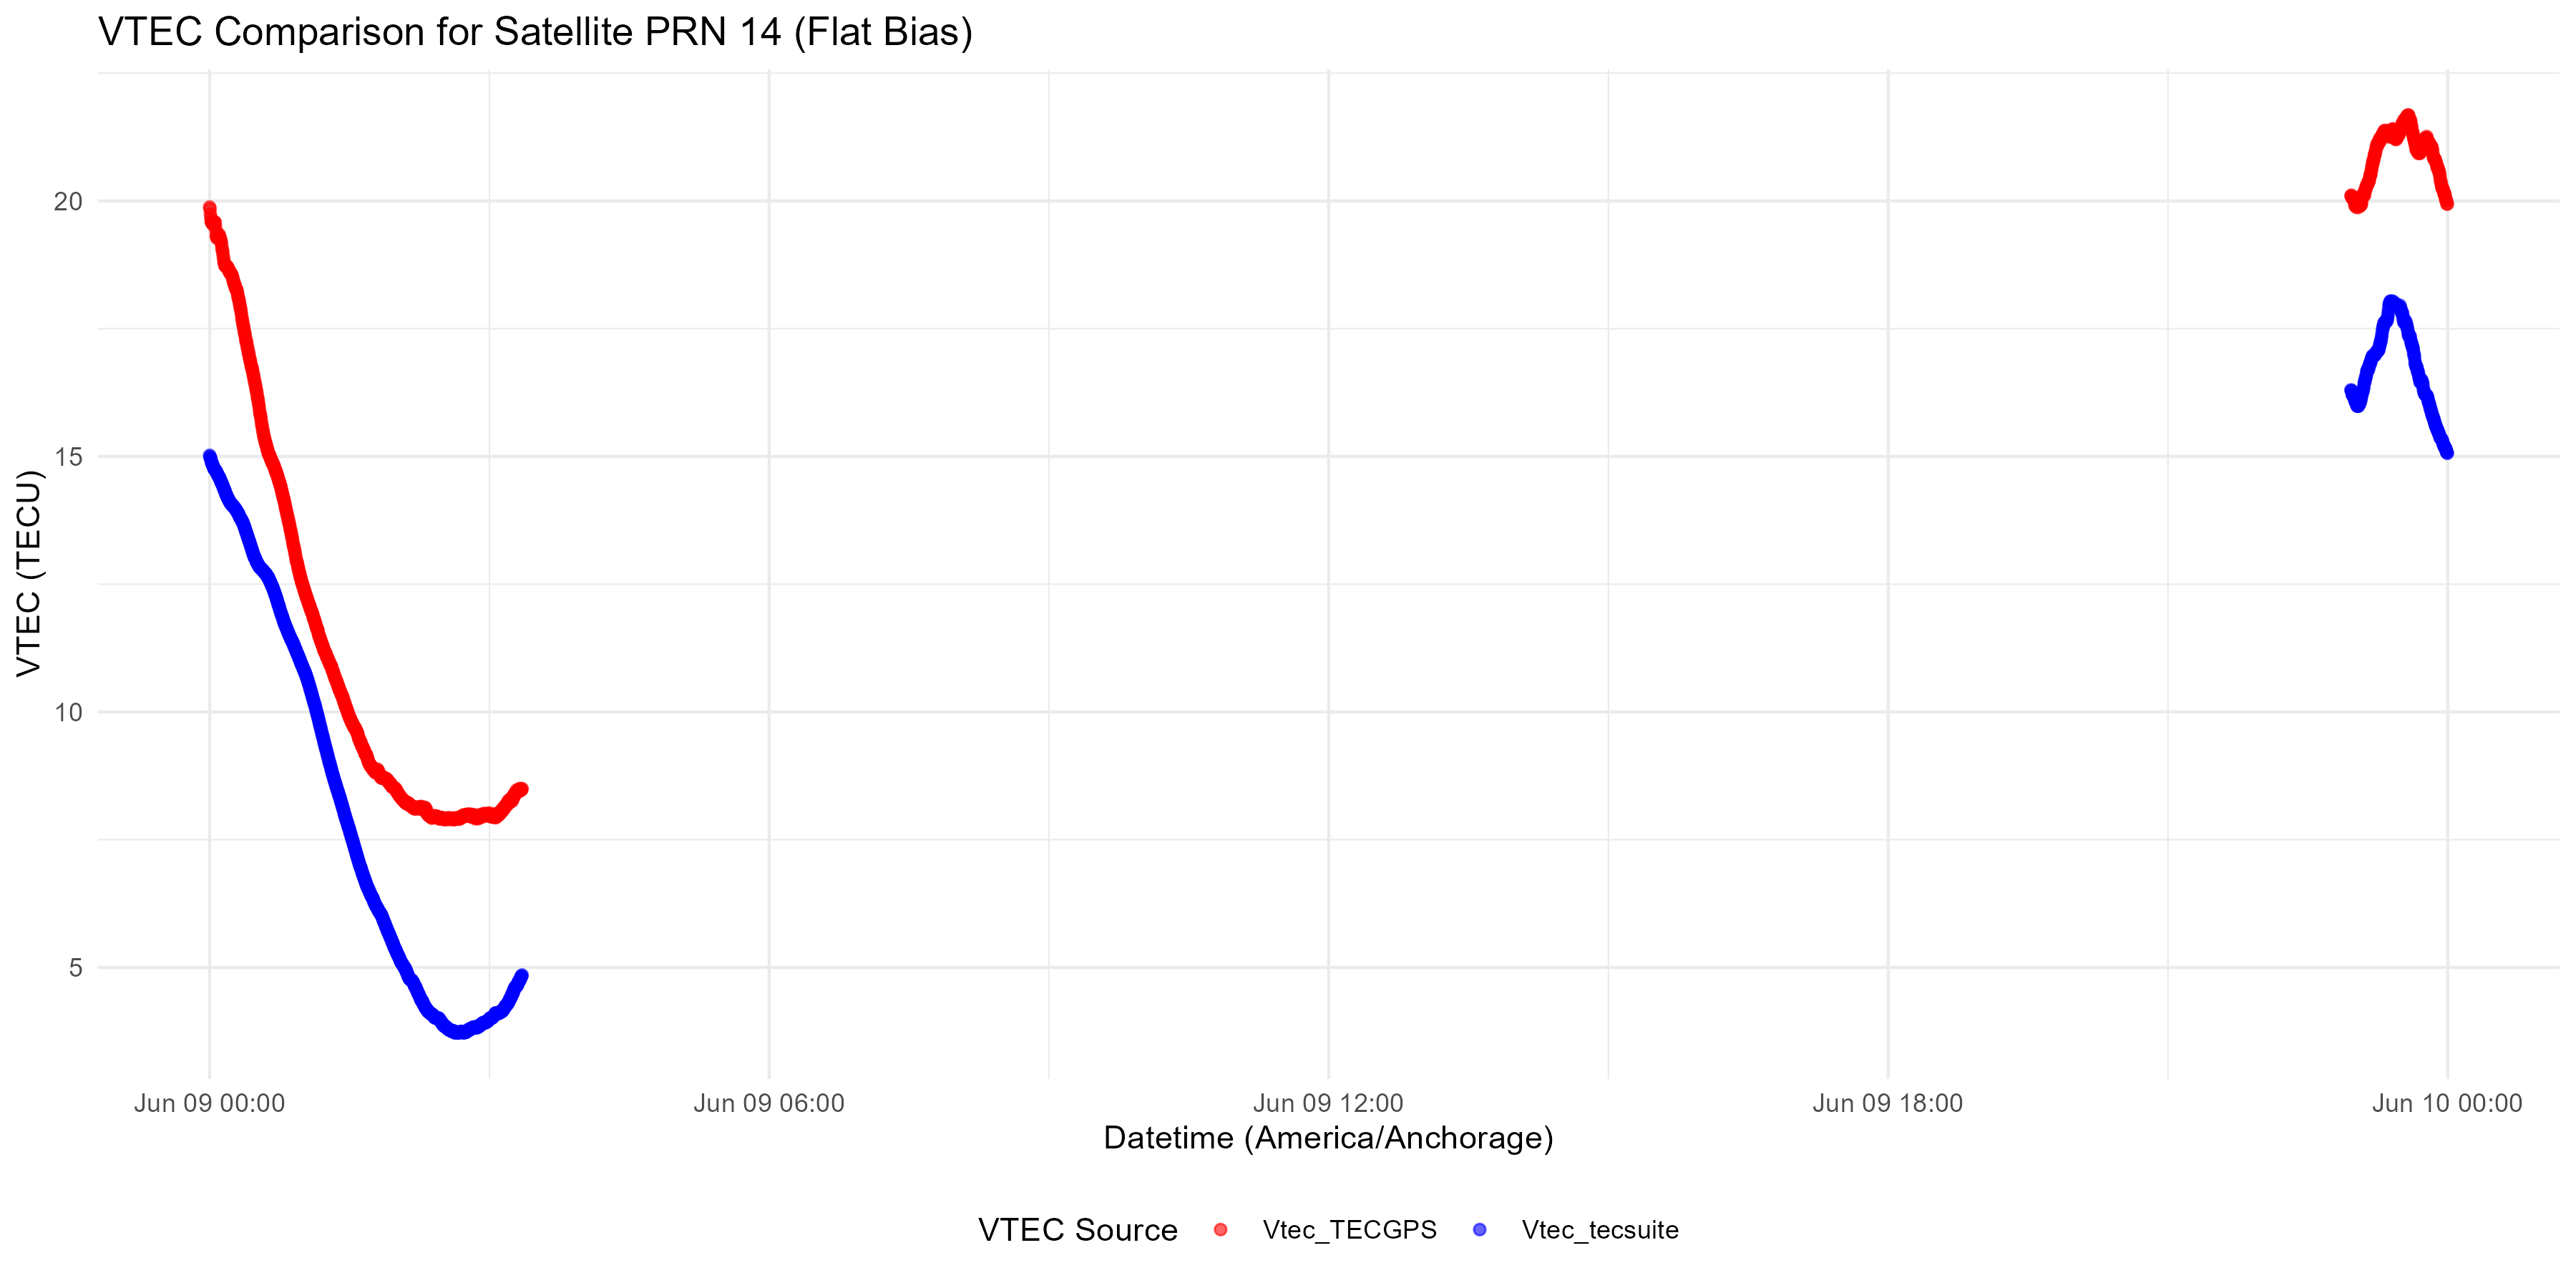 VTEC Comparison for Satellite PRN 14 (Flat Bias)
VTEC (TECU)
20
15
10
5
Jun 09 00:00 Jun 09 06:00 Jun 09 12:00 Jun 09 18:00 Jun 10 00:00
Datetime (America/Anchorage)
VTEC Source Vtec_TECGPS Vtec_tecsuite